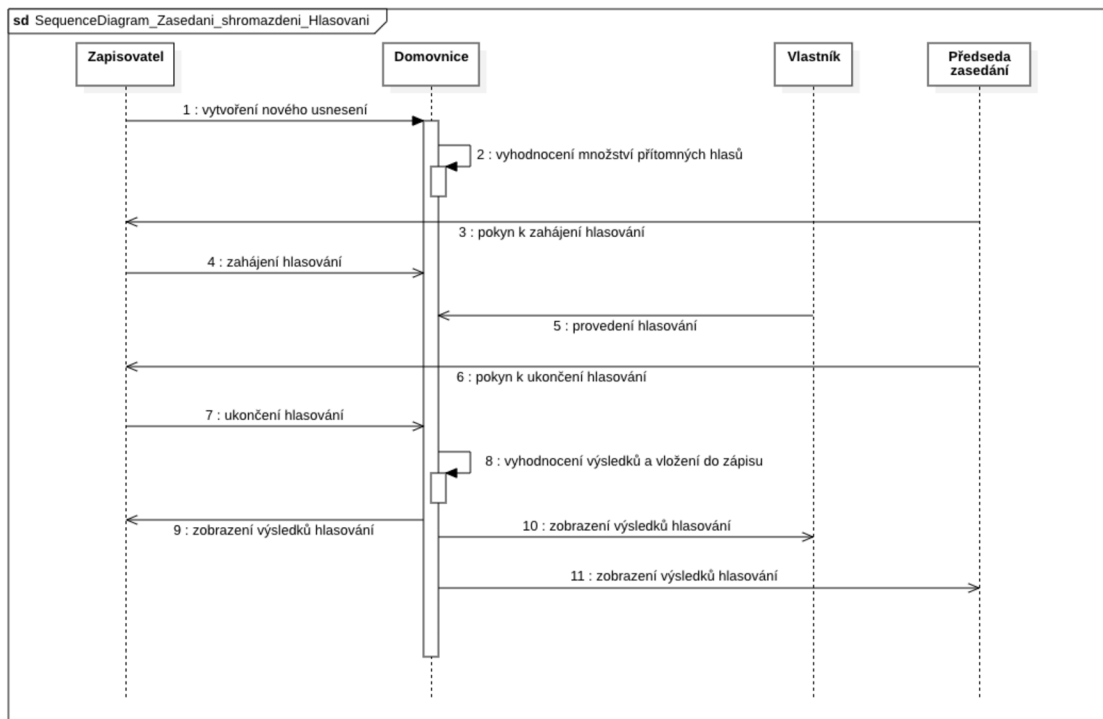 sd SequenceDiagram_Zasedani_shromazdeni_Hlasovani
Zapisovatel
Domovnice
Vlastník
Předseda
zasedání
1 : vytvoření nového usnesení
2 : vyhodnocení množství přítomných hlasů
3 : pokyn k zahájení hlasování
4 : zahájení hlasování
5 : provedení hlasování
6 : pokyn k ukončení hlasování
7 : ukončení hlasování
8 : vyhodnocení výsledků a vložení do zápisu
9 : zobrazení výsledků hlasování
10 : zobrazení výsledků hlasování
11 : zobrazení výsledků hlasování